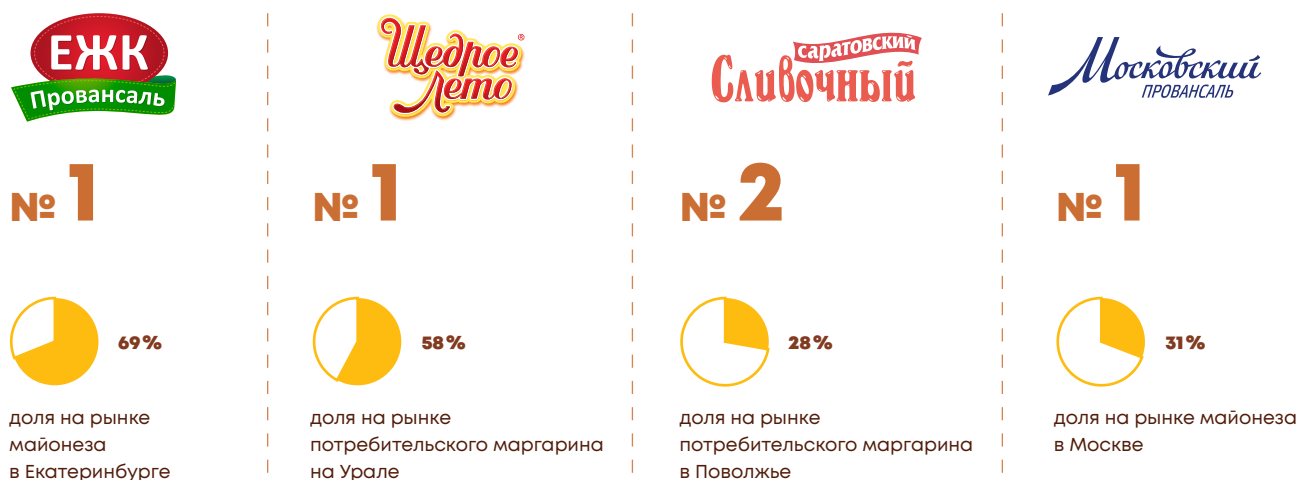 ЕЖК
Провансаль
№ 1
69%
доля на рынке
майонеза
в Екатеринбурге
Щедрое
Лето®
№ 1
58%
доля на рынке
потребительского маргарина
на Урале
саратовский
Сливочный
№ 2
28%
доля на рынке
потребительского маргарина
в Поволжье
Московский
ПРОВАНСАЛЬ
№ 1
31%
доля на рынке майонеза
в Москве